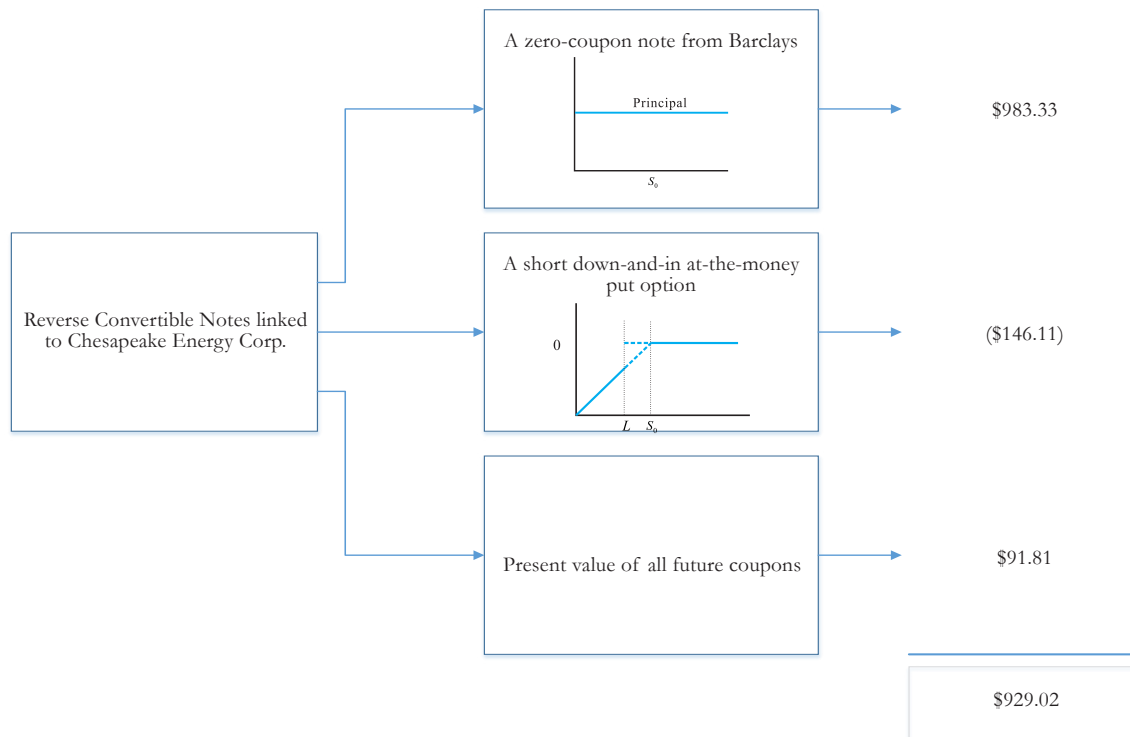 A zero-coupon note from Barclays
Principal
S₀
$983.33
Reverse Convertible Notes linked
to Chesapeake Energy Corp.
A short down-and-in at-the-money
put option
0
L S₀
($146.11)
Present value of all future coupons
$91.81
$929.02